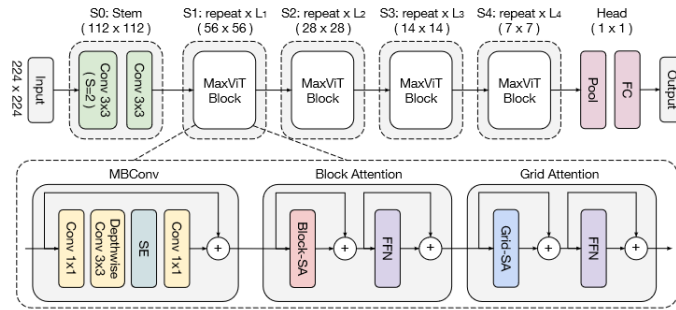 S0: Stem
( 112 x 112 )
S1: repeat x L₁
( 56 x 56 )
S2: repeat x L₂
( 28 x 28 )
S3: repeat x L₃
( 14 x 14 )
S4: repeat x L₄
( 7 x 7 )
Head
( 1 x 1 )
224 x 224
Input
Conv 3x3
( S=2 )
Conv 3x3
MaxViT
Block
MaxViT
Block
MaxViT
Block
MaxViT
Block
Pool
FC
Output
MBConv
Conv 1x1
Depthwise
Conv 3x3
SE
Conv 1x1
+
Block Attention
Block-SA
+
FFN
+
Grid Attention
Grid-SA
+
FFN
+